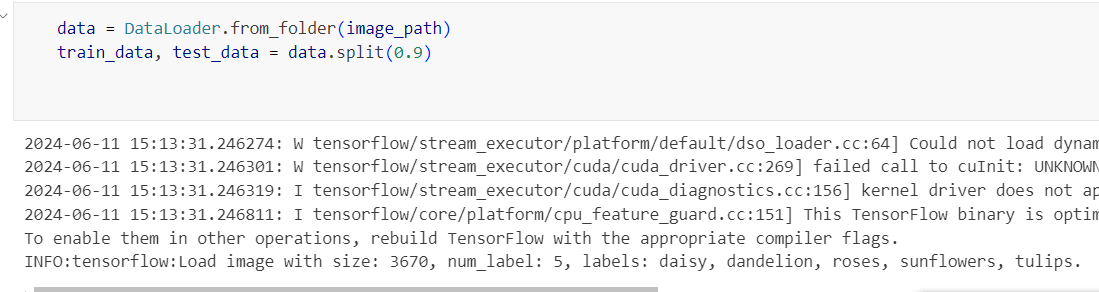 data = DataLoader.from_folder(image_path)
train_data, test_data = data.split(0.9)
2024-06-11 15:13:31.246274: W tensorflow/stream_executor/platform/default/dso_loader.cc:64] Could not load dynam
2024-06-11 15:13:31.246301: W tensorflow/stream_executor/cuda/cuda_driver.cc:269] failed call to cuInit: UNKNOWN
2024-06-11 15:13:31.246319: I tensorflow/stream_executor/cuda/cuda_diagnostics.cc:156] kernel driver does not ap
2024-06-11 15:13:31.246811: I tensorflow/core/platform/cpu_feature_guard.cc:151] This TensorFlow binary is optim
To enable them in other operations, rebuild TensorFlow with the appropriate compiler flags.
INFO:tensorflow:Load image with size: 3670, num_label: 5, labels: daisy, dandelion, roses, sunflowers, tulips.